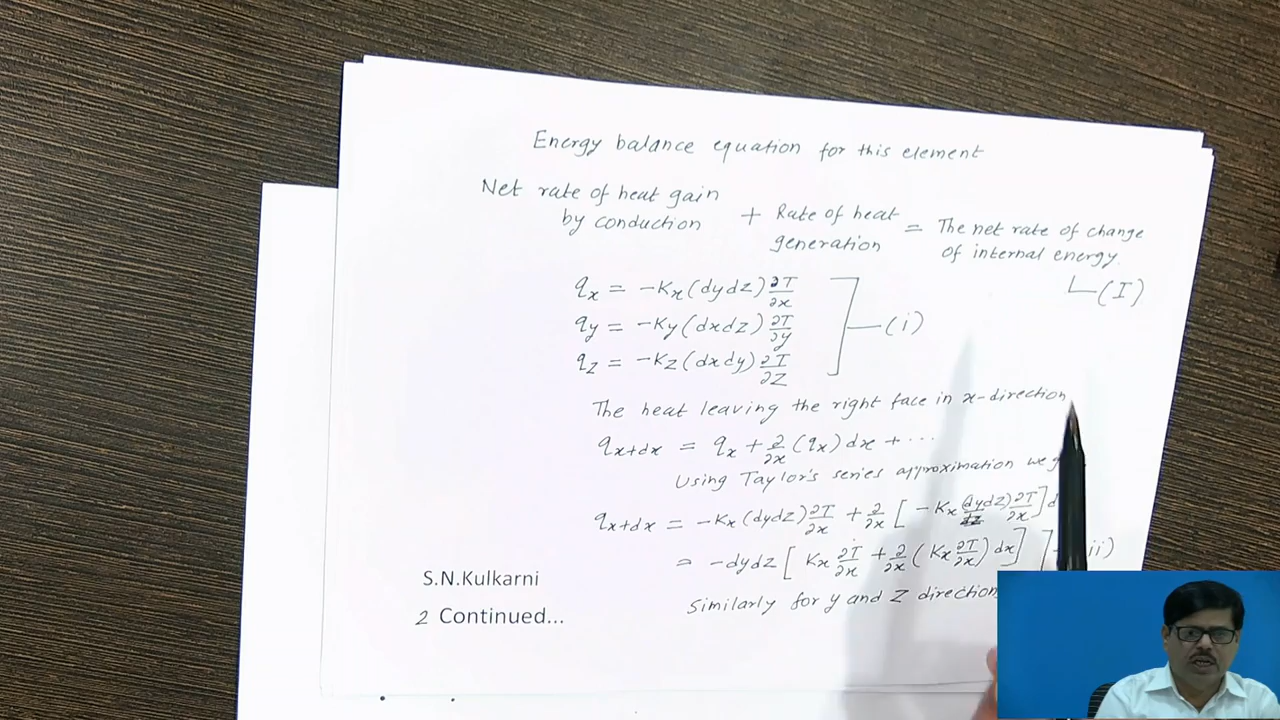 Energy balance equation for this element
Net rate of heat gain by conduction + Rate of heat generation = The net rate of change of internal energy.
(I)
qx = -Kx(dydz) ∂T/∂x
qy = -Ky(dxdz) ∂T/∂y
qz = -Kz(dxdy) ∂T/∂z
(i)
The heat leaving the right face in x-direction
qx+dx = qx + ∂/∂x (qx) dx + ...
Using Taylor's series approximation we
qx+dx = -Kx(dydz) ∂T/∂x + ∂/∂x [-Kx (dydz) ∂T/∂x]
= -dydz [Kx ∂T/∂x + ∂/∂x (Kx ∂T/∂x) dx]
Similarly for y and z direction
S.N.Kulkarni
2 Continued...